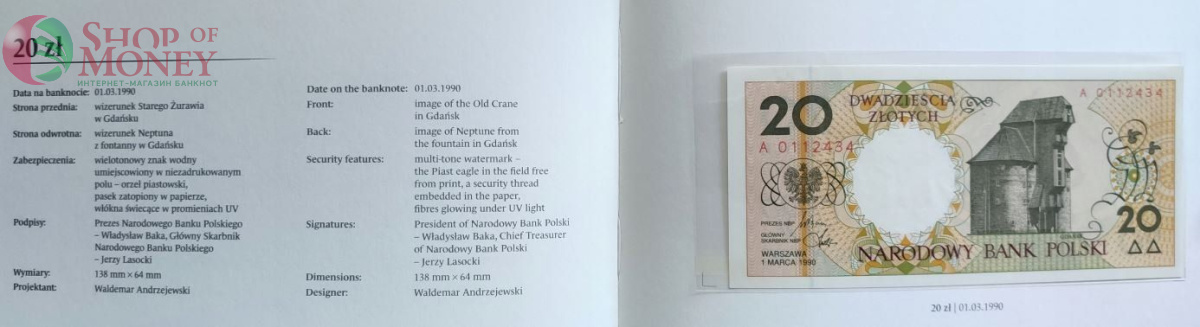 SHOP OF
MONEY
ИНТЕРНЕТ-МАГАЗИН БАНКНОТ
20 zł
Data na banknocie: 01.03.1990
Strona przednia: wizerunek Starego Żurawia
w Gdańsku
Strona odwrotna: wizerunek Neptuna
z fontanny w Gdańsku
Zabezpieczenia: wielotonowy znak wodny
umiejscowiony w niezadrukowanym
polu – orzeł piastowski,
pasek zatopiony w papierze,
włókna świecące w promieniach UV
Podpisy: Prezes Narodowego Banku Polskiego
– Władysław Baka, Główny Skarbnik
Narodowego Banku Polskiego
– Jerzy Lasocki
Wymiary: 138 mm × 64 mm
Projektant: Waldemar Andrzejewski
Date on the banknote: 01.03.1990
Front: image of the Old Crane
in Gdańsk
Back: image of Neptune from
the fountain in Gdańsk
Security features: multi-tone watermark –
the Piast eagle in the field free
from print, a security thread
embedded in the paper,
fibres glowing under UV light
Signatures: President of Narodowy Bank Polski
– Władysław Baka, Chief Treasurer
of Narodowy Bank Polski
– Jerzy Lasocki
Dimensions: 138 mm × 64 mm
Designer: Waldemar Andrzejewski
20
DWADZIEŚCIA
ZŁOTYCH
A 0112434
A 0112434
PREZES NBP
GŁÓWNY
SKARBNIK NBP
WARSZAWA
1 MARCA 1990
20
NARODOWY BANK POLSKI
20 zł | 01.03.1990